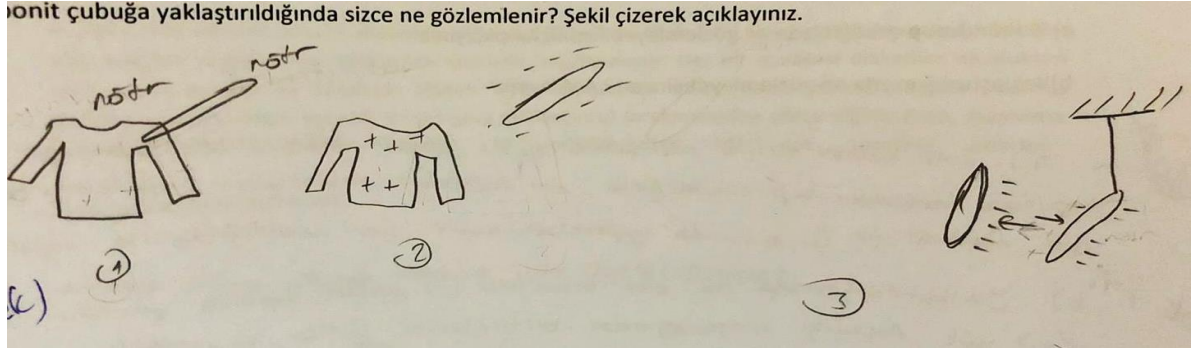 onit çubuğa yaklaştırıldığında sizce ne gözlemlenir? Şekil çizerek açıklayınız.
nötr
nötr
1
2
3